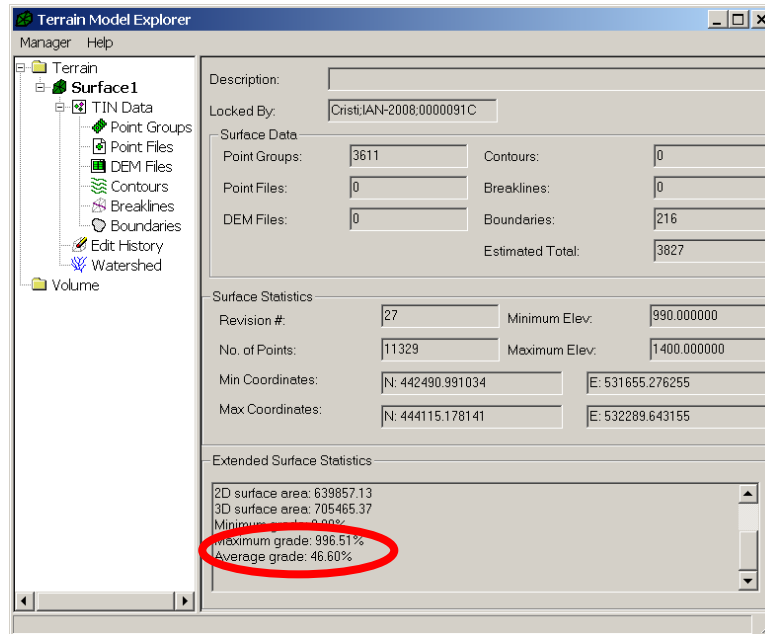 Terrain Model Explorer
Manager Help
Terrain
Surface1
TIN Data
Point Groups
Point Files
DEM Files
Contours
Breaklines
Boundaries
Edit History
Watershed
Volume
Description:
Locked By: Cristi;IAN-2008;0000091C
Surface Data
Point Groups: 3611 Contours: 0
Point Files: 0 Breaklines: 0
DEM Files: 0 Boundaries: 216
Estimated Total: 3827
Surface Statistics
Revision #: 27 Minimum Elev: 990.000000
No. of Points: 11329 Maximum Elev: 1400.000000
Min Coordinates: N: 442490.991034 E: 531655.276255
Max Coordinates: N: 444115.178141 E: 532289.643155
Extended Surface Statistics
2D surface area: 639857.13
3D surface area: 705465.37
Minimum grade: 0.00%
Maximum grade: 996.51%
Average grade: 46.60%